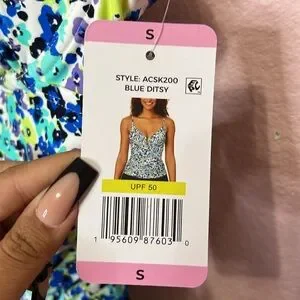 S
STYLE: ACSK200
BLUE DITSY
UPF 50
1 95609 87603 0
S